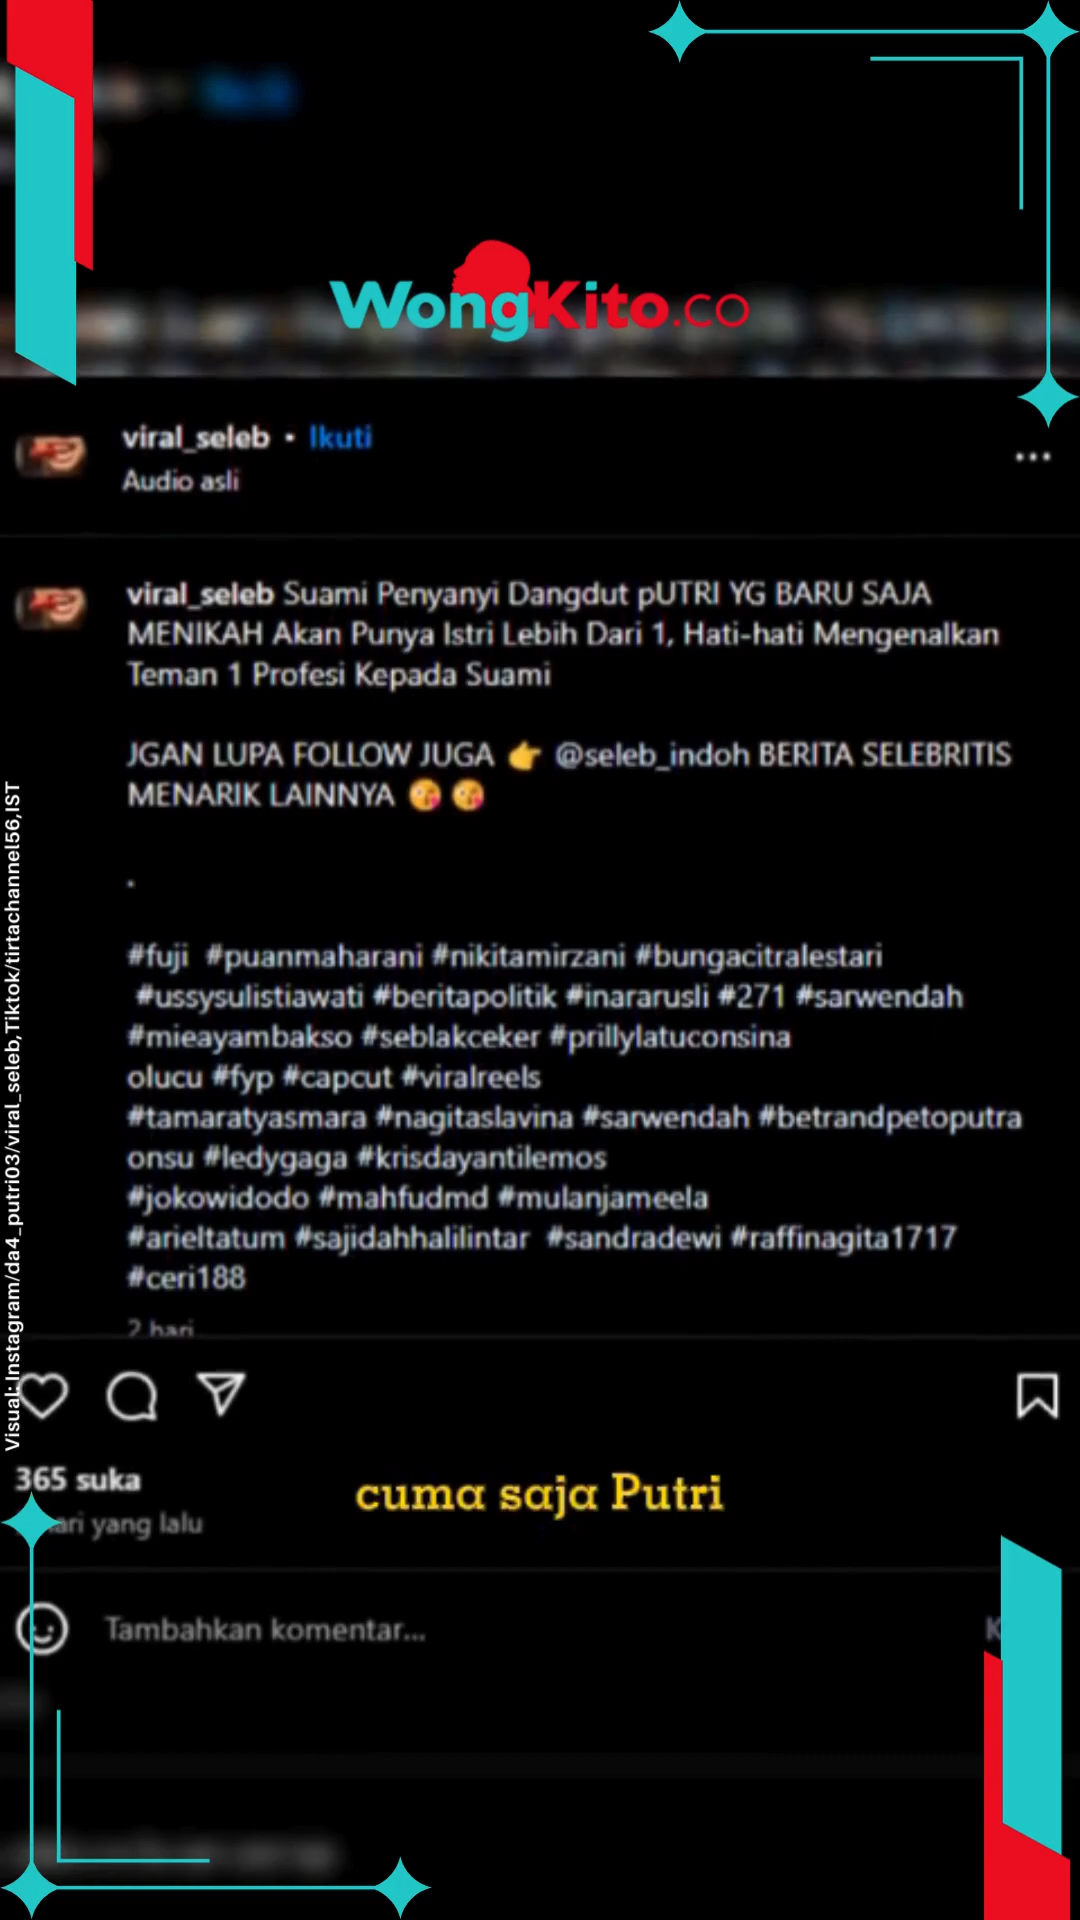 WongKito.co
viral_seleb • Ikuti
Audio asli
viral_seleb Suami Penyanyi Dangdut pUTRI YG BARU SAJA
MENIKAH Akan Punya Istri Lebih Dari 1, Hati-hati Mengenalkan
Teman 1 Profesi Kepada Suami
JGAN LUPA FOLLOW JUGA 👉 @seleb_indoh BERITA SELEBRITIS
MENARIK LAINNYA 😘 😘
.
#fuji #puanmaharani #nikitamirzani #bungacitralestari
#ussysulistiawati #beritapolitik #inararusli #271 #sarwendah
#mieayambakso #seblakceker #prillylatuconsina
olucu #fyp #capcut #viralreels
#tamaratyasmara #nagitaslavina #sarwendah #betrandpetoputra
onsu #ledygaga #krisdayantilemos
#jokowidodo #mahfudmd #mulanjameela
#arieltatum #sajidahhalilintar #sandradewi #raffinagita1717
#ceri188
2 hari
Visual: Instagram/da4_putri03/viral_seleb,Tiktok/tirtachannel56,IST
365 suka
cuma saja Putri
hari yang lalu
Tambahkan komentar...